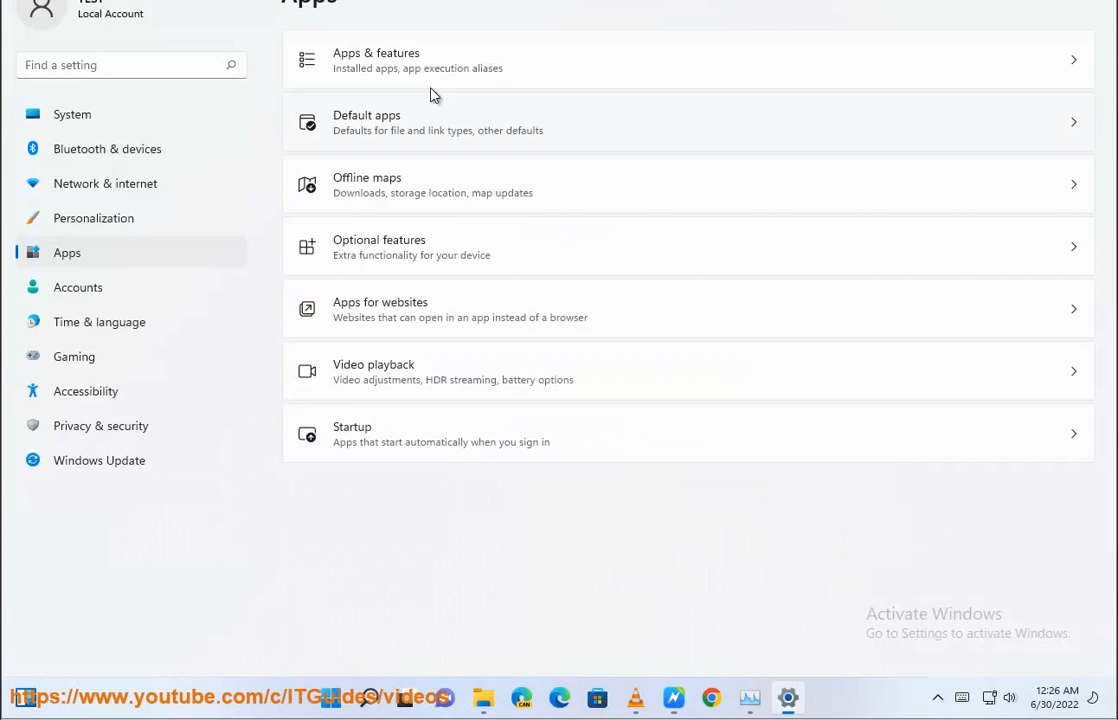 TEST
Local Account
Apps
Find a setting
System
Bluetooth & devices
Network & internet
Personalization
Apps
Accounts
Time & language
Gaming
Accessibility
Privacy & security
Windows Update
Apps & features
Installed apps, app execution aliases
Default apps
Defaults for file and link types, other defaults
Offline maps
Downloads, storage location, map updates
Optional features
Extra functionality for your device
Apps for websites
Websites that can open in an app instead of a browser
Video playback
Video adjustments, HDR streaming, battery options
Startup
Apps that start automatically when you sign in
Activate Windows
Go to Settings to activate Windows.
https://www.youtube.com/c/ITGuides/videos
CAN
12:26 AM
6/30/2022